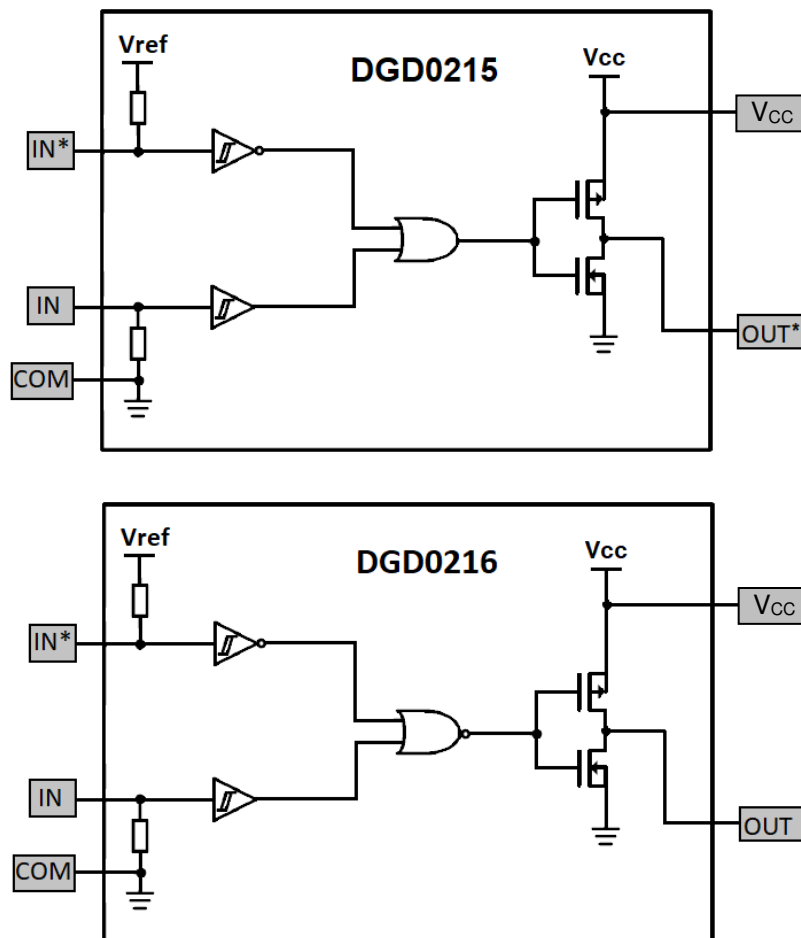 Vref
DGD0215
Vcc
VCC
IN*
IN
OUT*
COM
Vref
DGD0216
Vcc
VCC
IN*
IN
OUT
COM